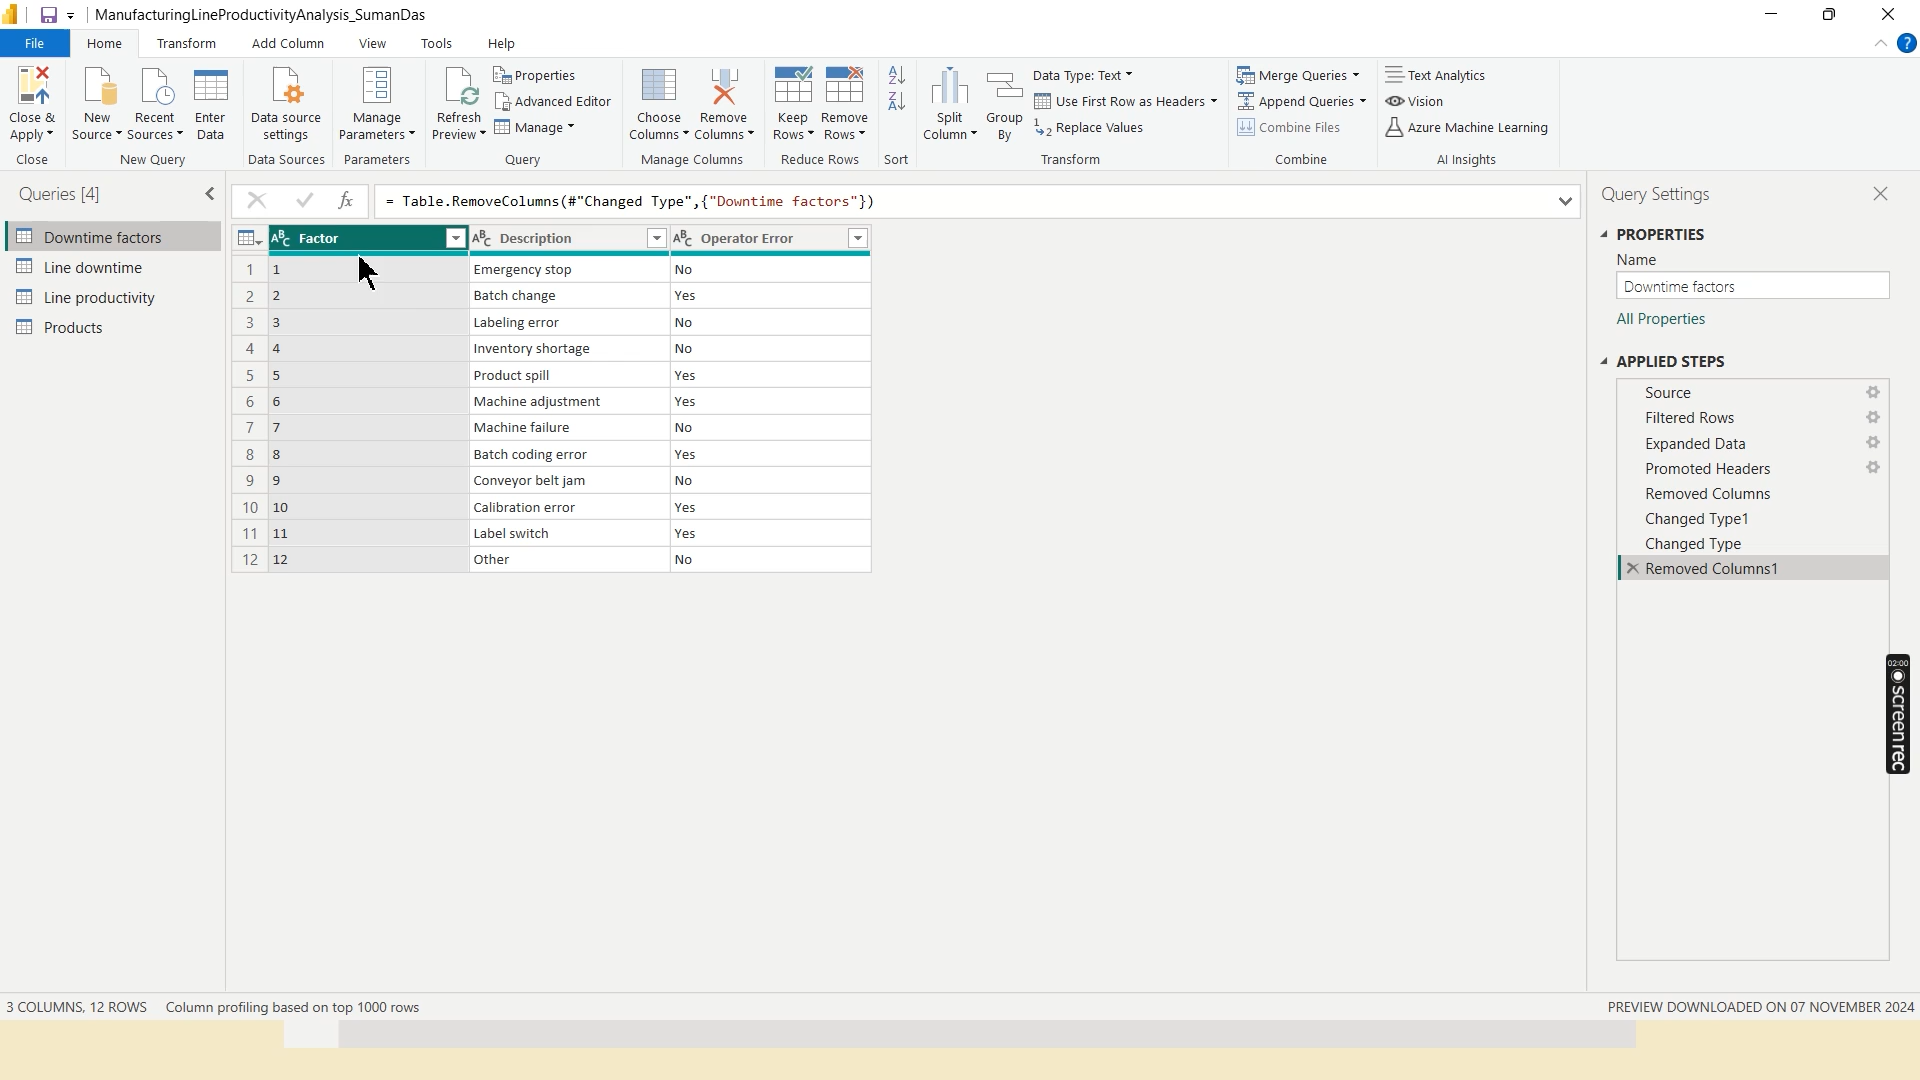 ManufacturingLineProductivityAnalysis_SumanDas
File Home Transform Add Column View Tools Help
Close & Apply
New Source
Recent Sources
Enter Data
Data source settings
Manage Parameters
Refresh Preview
Properties
Advanced Editor
Manage
Choose Columns
Remove Columns
Keep Rows
Remove Rows
Split Column
Group By
Data Type: Text
Use First Row as Headers
Replace Values
Merge Queries
Append Queries
Combine Files
Text Analytics
Vision
Azure Machine Learning
Close New Query Data Sources Parameters Query Manage Columns Reduce Rows Sort Transform Combine AI Insights
Queries [4]
Downtime factors
Line downtime
Line productivity
Products
fx = Table.RemoveColumns(#"Changed Type",{"Downtime factors"})
ABC Factor ABC Description ABC Operator Error
1 1 Emergency stop No
2 2 Batch change Yes
3 3 Labeling error No
4 4 Inventory shortage No
5 5 Product spill Yes
6 6 Machine adjustment Yes
7 7 Machine failure No
8 8 Batch coding error Yes
9 9 Conveyor belt jam No
10 10 Calibration error Yes
11 11 Label switch Yes
12 12 Other No
Query Settings
PROPERTIES
Name
Downtime factors
All Properties
APPLIED STEPS
Source
Filtered Rows
Expanded Data
Promoted Headers
Removed Columns
Changed Type1
Changed Type
Removed Columns1
02:00
screenrec
3 COLUMNS, 12 ROWS Column profiling based on top 1000 rows
PREVIEW DOWNLOADED ON 07 NOVEMBER 2024